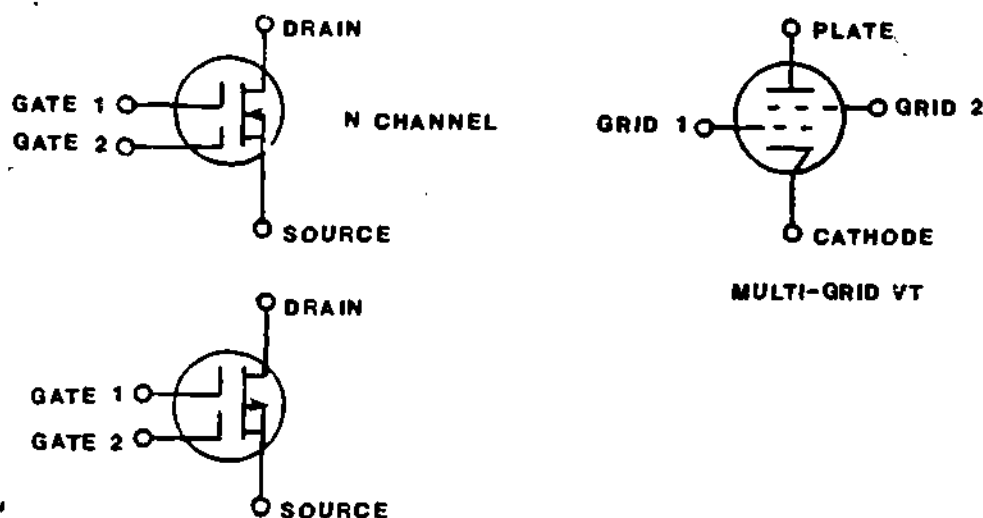 DRAIN
GATE 1
GATE 2
N CHANNEL
SOURCE
PLATE
GRID 2
GRID 1
CATHODE
MULTI-GRID VT
DRAIN
GATE 1
GATE 2
SOURCE